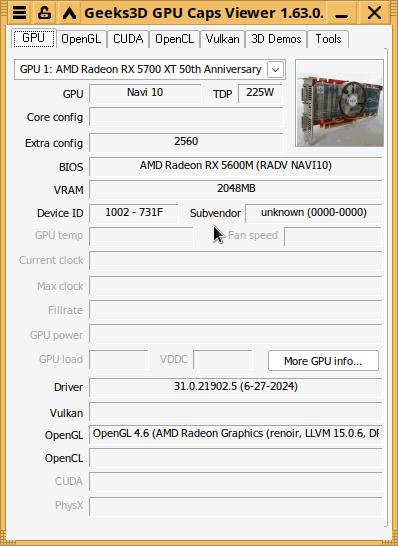 Geeks3D GPU Caps Viewer 1.63.0.
GPU OpenGL CUDA OpenCL Vulkan 3D Demos Tools
GPU 1: AMD Radeon RX 5700 XT 50th Anniversary
GPU Navi 10 TDP 225W
Core config
Extra config 2560
BIOS AMD Radeon RX 5600M (RADV NAVI10)
VRAM 2048MB
Device ID 1002 - 731F Subvendor unknown (0000-0000)
GPU temp Fan speed
Current clock
Max clock
Fillrate
GPU power
GPU load VDDC More GPU info...
Driver 31.0.21902.5 (6-27-2024)
Vulkan
OpenGL OpenGL 4.6 (AMD Radeon Graphics (renoir, LLVM 15.0.6, DF
OpenCL
CUDA
PhysX